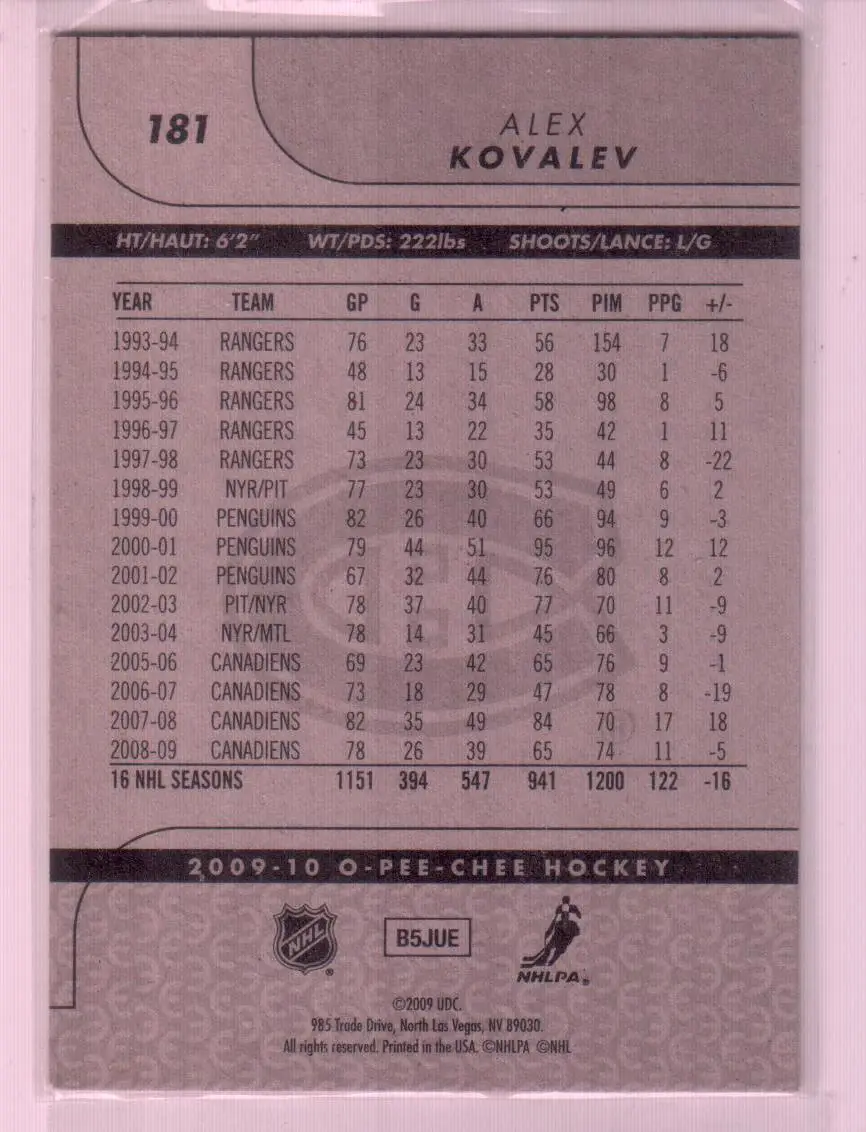 181
ALEX
KOVALEV
HT/HAUT: 6'2" WT/PDS: 222lbs SHOOTS/LANCE: L/G
YEAR TEAM GP G A PTS PIM PPG +/-
1993-94 RANGERS 76 23 33 56 154 7 18
1994-95 RANGERS 48 13 15 28 30 1 -6
1995-96 RANGERS 81 24 34 58 98 8 5
1996-97 RANGERS 45 13 22 35 42 1 11
1997-98 RANGERS 73 23 30 53 44 8 -22
1998-99 NYR/PIT 77 23 30 53 49 6 2
1999-00 PENGUINS 82 26 40 66 94 9 -3
2000-01 PENGUINS 79 44 51 95 96 12 12
2001-02 PENGUINS 67 32 44 76 80 8 2
2002-03 PIT/NYR 78 37 40 77 70 11 -9
2003-04 NYR/MTL 78 14 31 45 66 3 -9
2005-06 CANADIENS 69 23 42 65 76 9 -1
2006-07 CANADIENS 73 18 29 47 78 8 -19
2007-08 CANADIENS 82 35 49 84 70 17 18
2008-09 CANADIENS 78 26 39 65 74 11 -5
16 NHL SEASONS 1151 394 547 941 1200 122 -16
2009-10 O-PEE-CHEE HOCKEY
NHL® B5JUE NHLPA®
©2009 UDC.
985 Trade Drive, North Las Vegas, NV 89030.
All rights reserved. Printed in the USA. ©NHLPA ©NHL